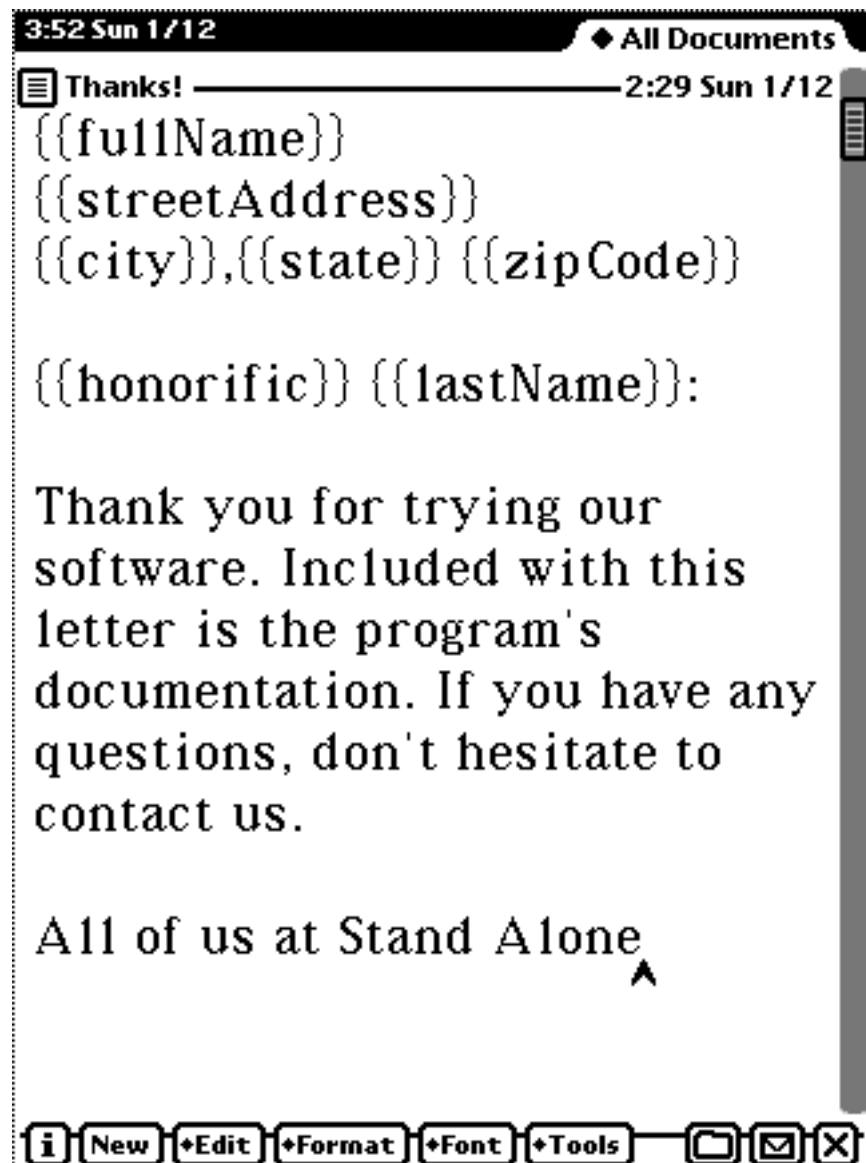 3:52 Sun 1/12
◆ All Documents
Thanks! 2:29 Sun 1/12
{{fullName}}
{{streetAddress}}
{{city}},{{state}} {{zipCode}}
{{honorific}} {{lastName}}:
Thank you for trying our
software. Included with this
letter is the program's
documentation. If you have any
questions, don't hesitate to
contact us.
All of us at Stand Alone
i New ◆Edit ◆Format ◆Font ◆Tools X